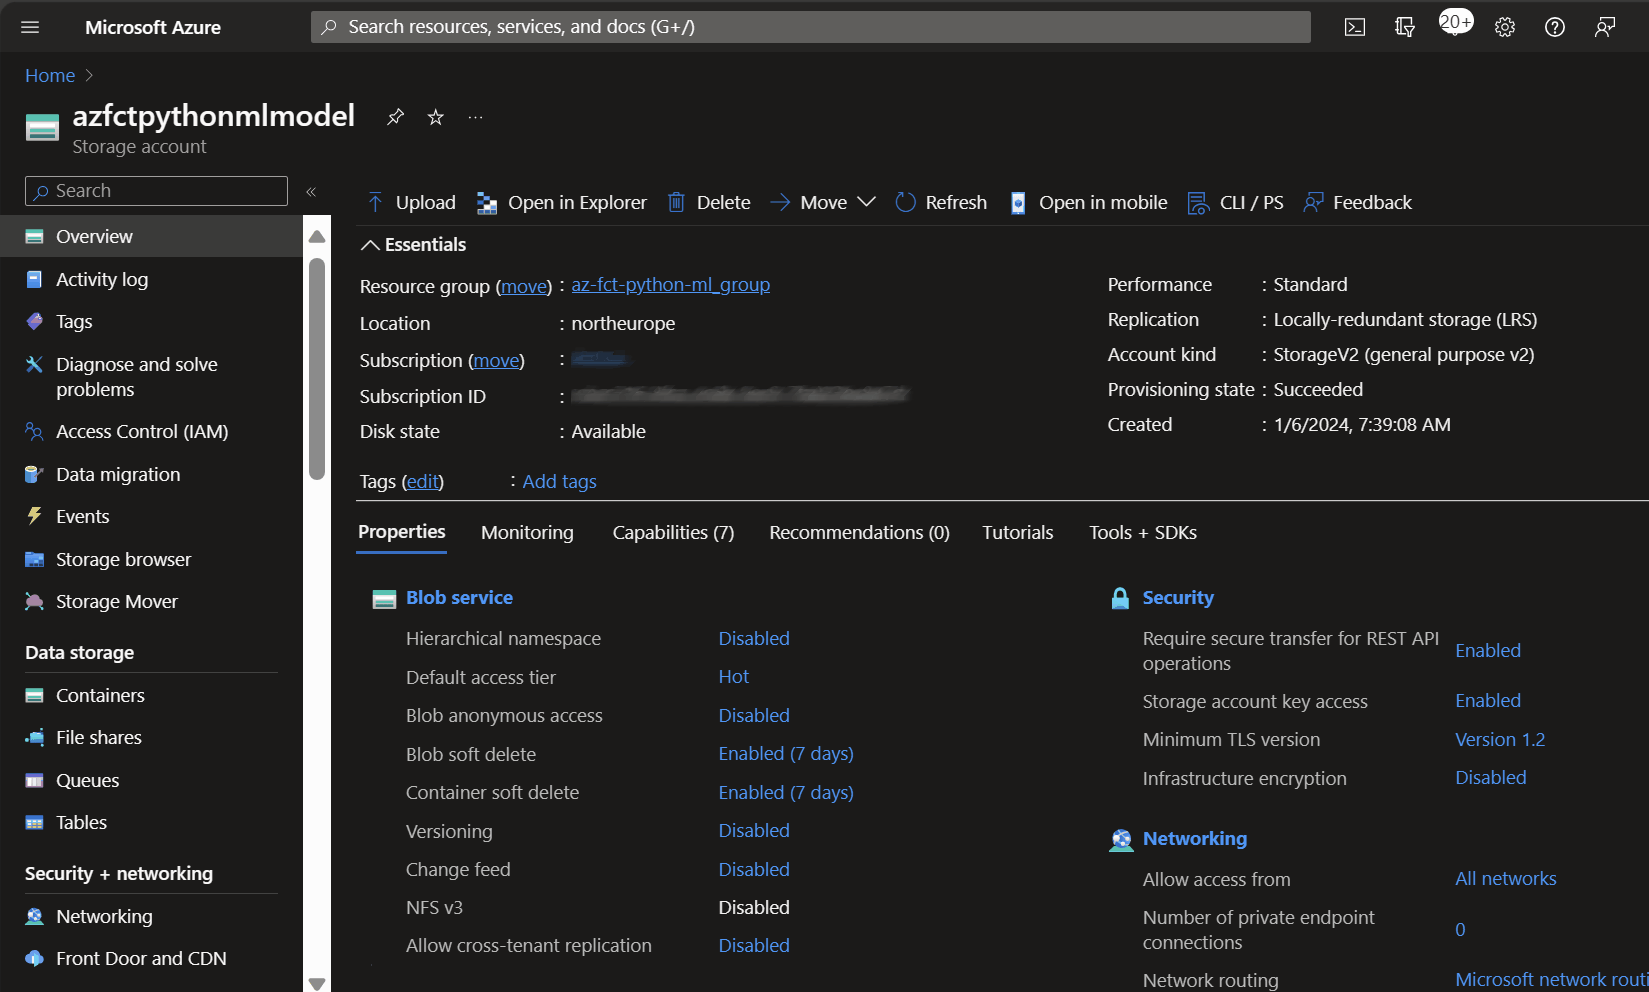 Microsoft Azure
Search resources, services, and docs (G+/)
20+
Home
azfctpythonmlmodel
Storage account
Search
Upload
Open in Explorer
Delete
Move
Refresh
Open in mobile
CLI / PS
Feedback
Overview
Activity log
Tags
Diagnose and solve
problems
Access Control (IAM)
Data migration
Events
Storage browser
Storage Mover
Data storage
Containers
File shares
Queues
Tables
Security + networking
Networking
Front Door and CDN
Essentials
Resource group (move) : az-fct-python-ml_group
Location : northeurope
Subscription (move) :
Subscription ID :
Disk state : Available
Performance : Standard
Replication : Locally-redundant storage (LRS)
Account kind : StorageV2 (general purpose v2)
Provisioning state : Succeeded
Created : 1/6/2024, 7:39:08 AM
Tags (edit) : Add tags
Properties
Monitoring
Capabilities (7)
Recommendations (0)
Tutorials
Tools + SDKs
Blob service
Hierarchical namespace Disabled
Default access tier Hot
Blob anonymous access Disabled
Blob soft delete Enabled (7 days)
Container soft delete Enabled (7 days)
Versioning Disabled
Change feed Disabled
NFS v3 Disabled
Allow cross-tenant replication Disabled
Security
Require secure transfer for REST API
operations Enabled
Storage account key access Enabled
Minimum TLS version Version 1.2
Infrastructure encryption Disabled
Networking
Allow access from All networks
Number of private endpoint
connections 0
Network routing Microsoft network routi